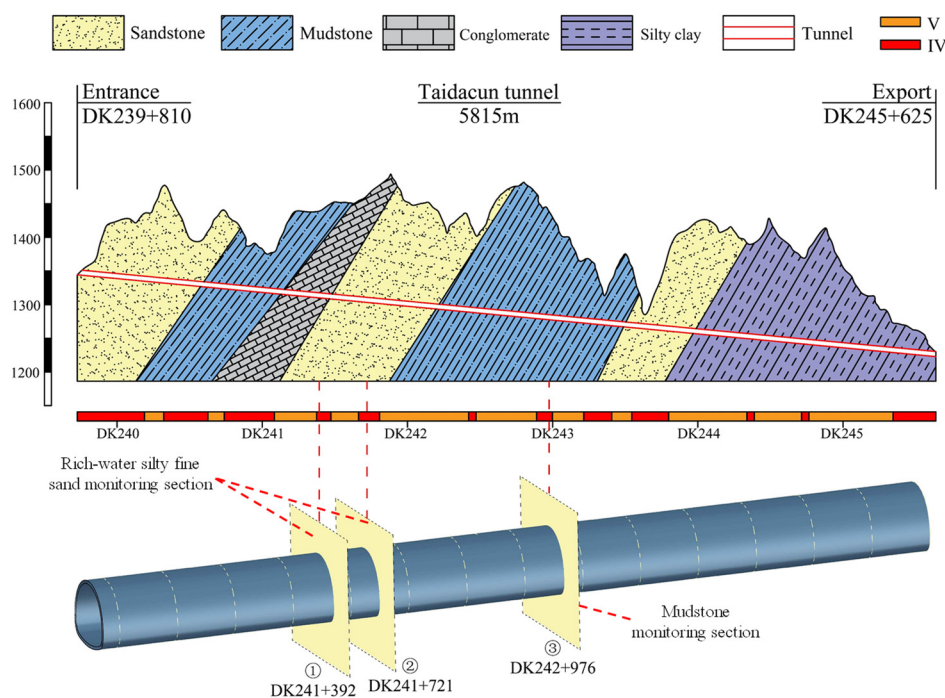 Sandstone
Mudstone
Conglomerate
Silty clay
Tunnel
V
IV
Entrance
DK239+810
Taidacun tunnel
5815m
Export
DK245+625
1600
1500
1400
1300
1200
DK240
DK241
DK242
DK243
DK244
DK245
Rich-water silty fine
sand monitoring section
Mudstone
monitoring section
①
DK241+392
②
DK241+721
③
DK242+976